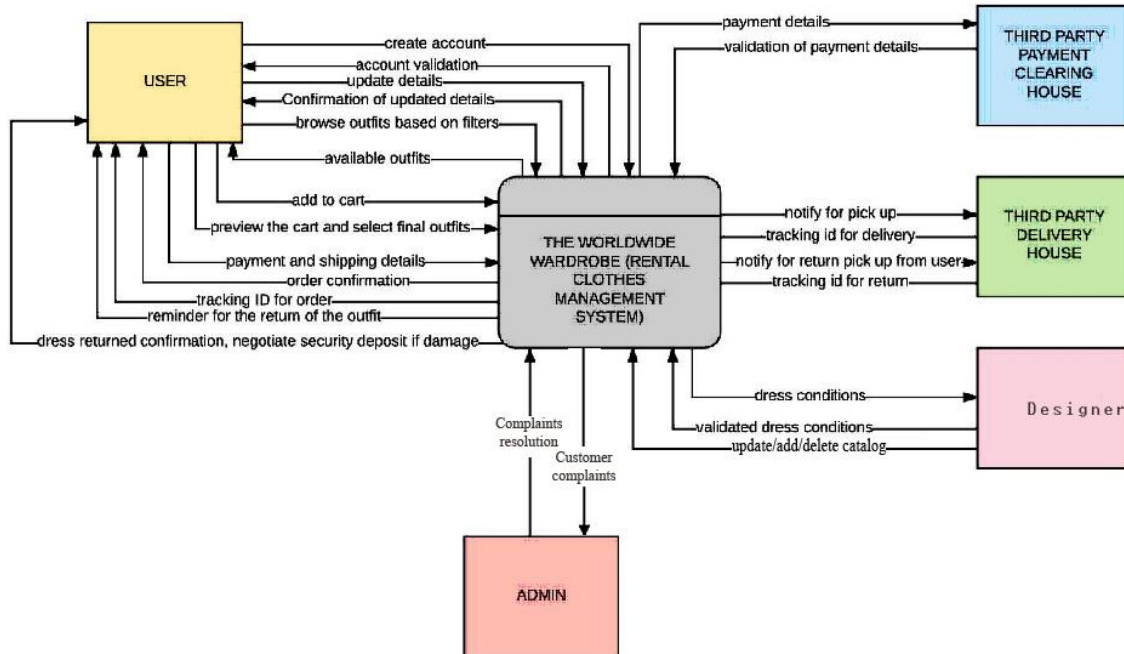 USER
create account
account validation
update details
Confirmation of updated details
browse outfits based on filters
available outfits
add to cart
preview the cart and select final outfits
payment and shipping details
order confirmation
tracking ID for order
reminder for the return of the outfit
dress returned confirmation, negotiate security deposit if damage
THE WORLDWIDE
WARDROBE (RENTAL
CLOTHES
MANAGEMENT
SYSTEM)
payment details
validation of payment details
THIRD PARTY
PAYMENT
CLEARING
HOUSE
notify for pick up
tracking id for delivery
notify for return pick up from user
tracking id for return
THIRD PARTY
DELIVERY
HOUSE
dress conditions
validated dress conditions
update/add/delete catalog
Designer
Complaints
resolution
Customer
complaints
ADMIN